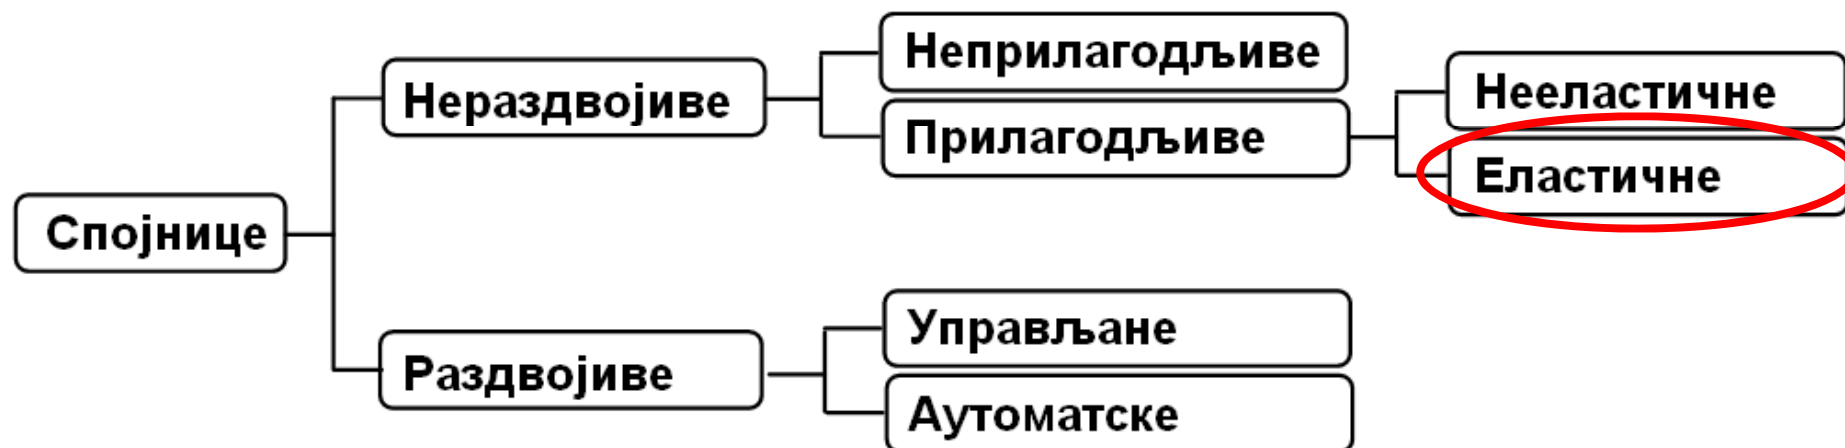 Спојнице
Нераздвојиве
Неприлагодљиве
Прилагодљиве
Нееластичне
Еластичне
Раздвојиве
Управљане
Аутоматске